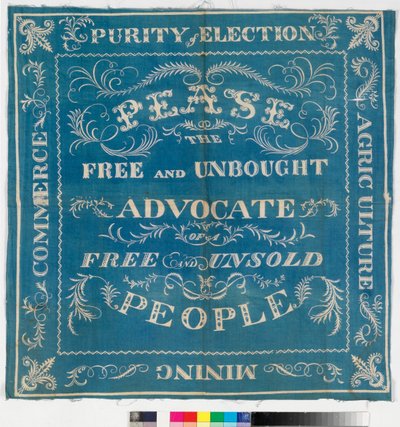 PURITY of ELECTION
PEASE
THE
FREE AND UNBOUGHT
ADVOCATE
OF
FREE AND UNSOLD
PEOPLE
COMMERCE
AGRICULTURE
MINING